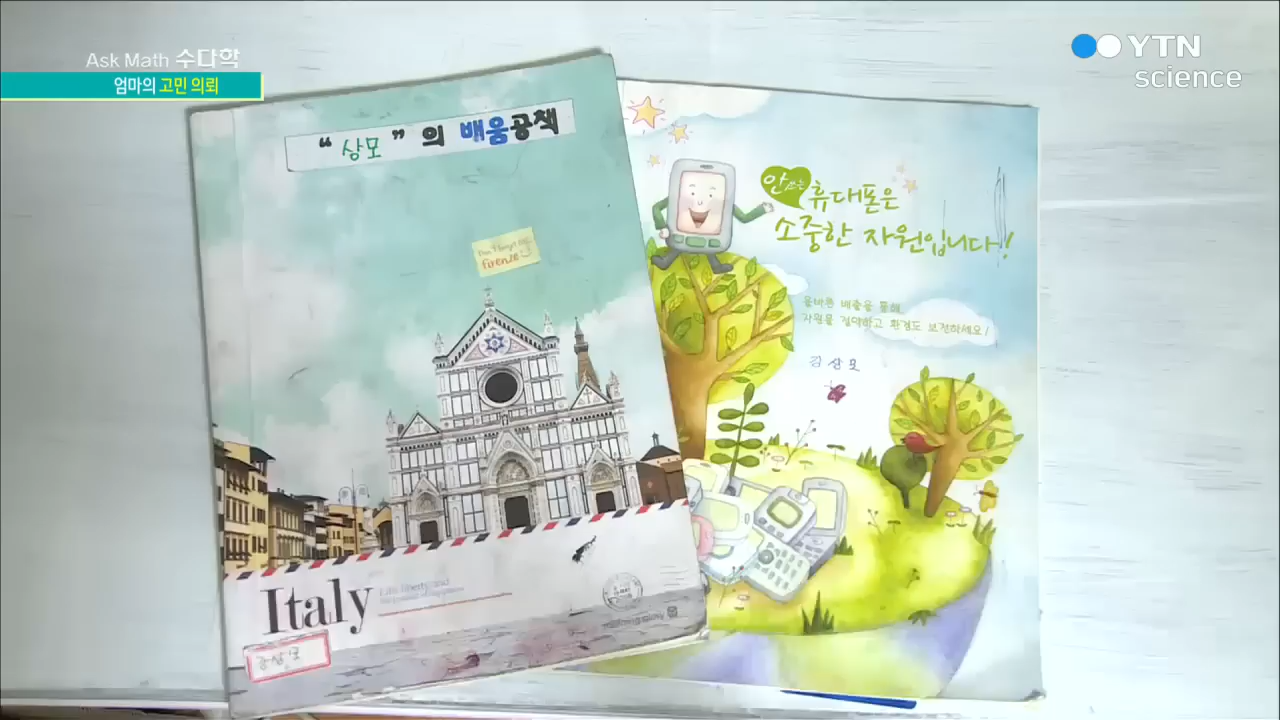 Ask Math 수다학
엄마의 고민 의뢰
YTN
science
“상모”의 배움공책
firenze :)
Italy
김상모
안쓰는 휴대폰은
소중한 자원입니다!
올바른 배출을 통해
자원을 절약하고 환경도 보전하세요!
김상모